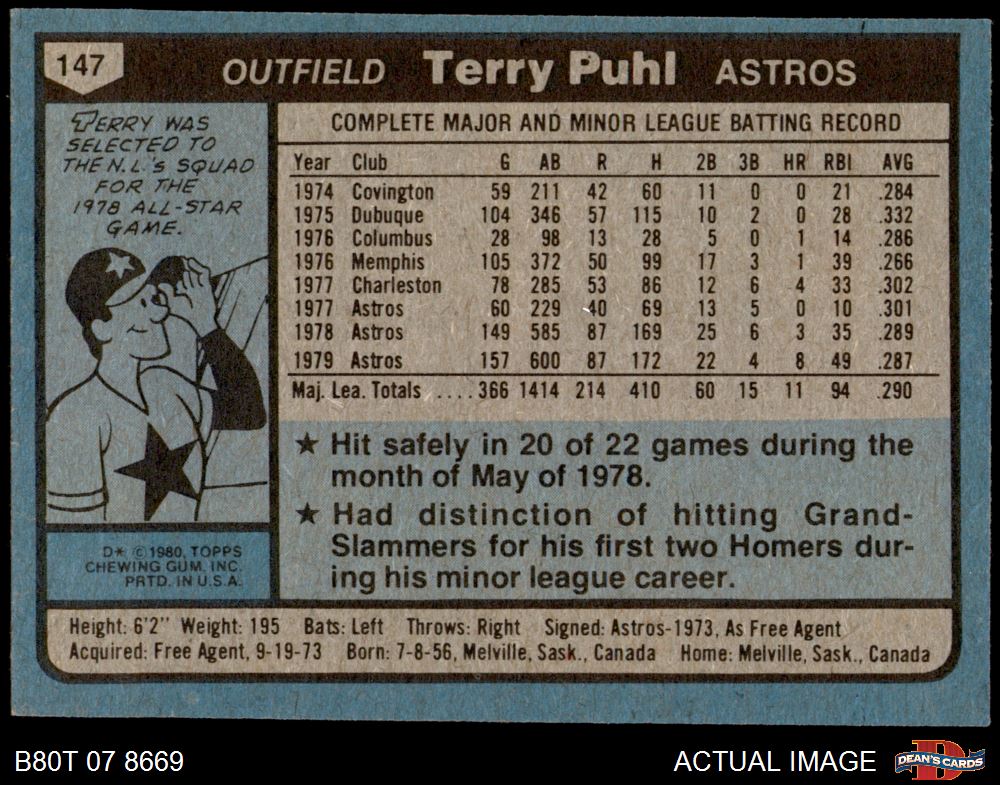 147
OUTFIELD Terry Puhl ASTROS
TERRY WAS
SELECTED TO
THE N.L.'s SQUAD
FOR THE
1978 ALL-STAR
GAME.
D* © 1980, TOPPS
CHEWING GUM, INC.
PRTD. IN U.S.A.
COMPLETE MAJOR AND MINOR LEAGUE BATTING RECORD
Year Club G AB R H 2B 3B HR RBI AVG
1974 Covington 59 211 42 60 11 0 0 21 .284
1975 Dubuque 104 346 57 115 10 2 0 28 .332
1976 Columbus 28 98 13 28 5 0 1 14 .286
1976 Memphis 105 372 50 99 17 3 1 39 .266
1977 Charleston 78 285 53 86 12 6 4 33 .302
1977 Astros 60 229 40 69 13 5 0 10 .301
1978 Astros 149 585 87 169 25 6 3 35 .289
1979 Astros 157 600 87 172 22 4 8 49 .287
Maj. Lea. Totals ....366 1414 214 410 60 15 11 94 .290
★ Hit safely in 20 of 22 games during the
month of May of 1978.
★ Had distinction of hitting Grand-
Slammers for his first two Homers dur-
ing his minor league career.
Height: 6'2" Weight: 195 Bats: Left Throws: Right Signed: Astros-1973, As Free Agent
Acquired: Free Agent, 9-19-73 Born: 7-8-56, Melville, Sask., Canada Home: Melville, Sask., Canada
B80T 07 8669
ACTUAL IMAGE
D
DEAN'S CARDS